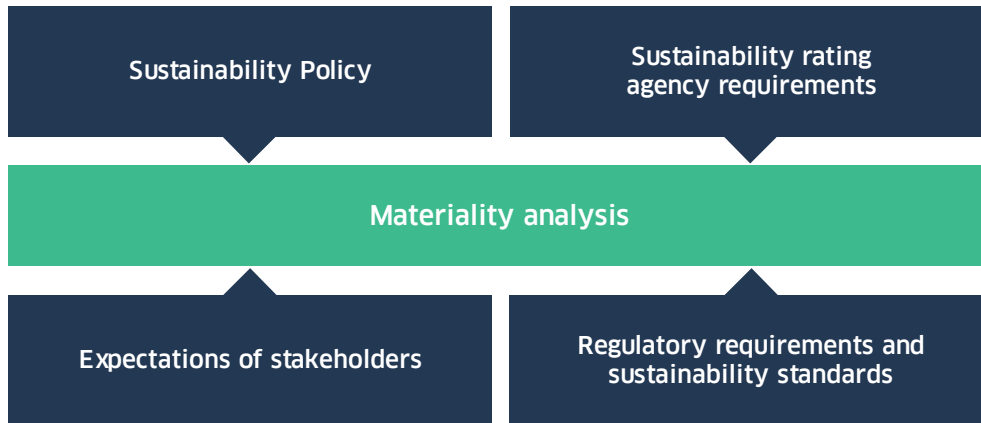 Sustainability Policy
Sustainability rating
agency requirements
Materiality analysis
Expectations of stakeholders
Regulatory requirements and
sustainability standards